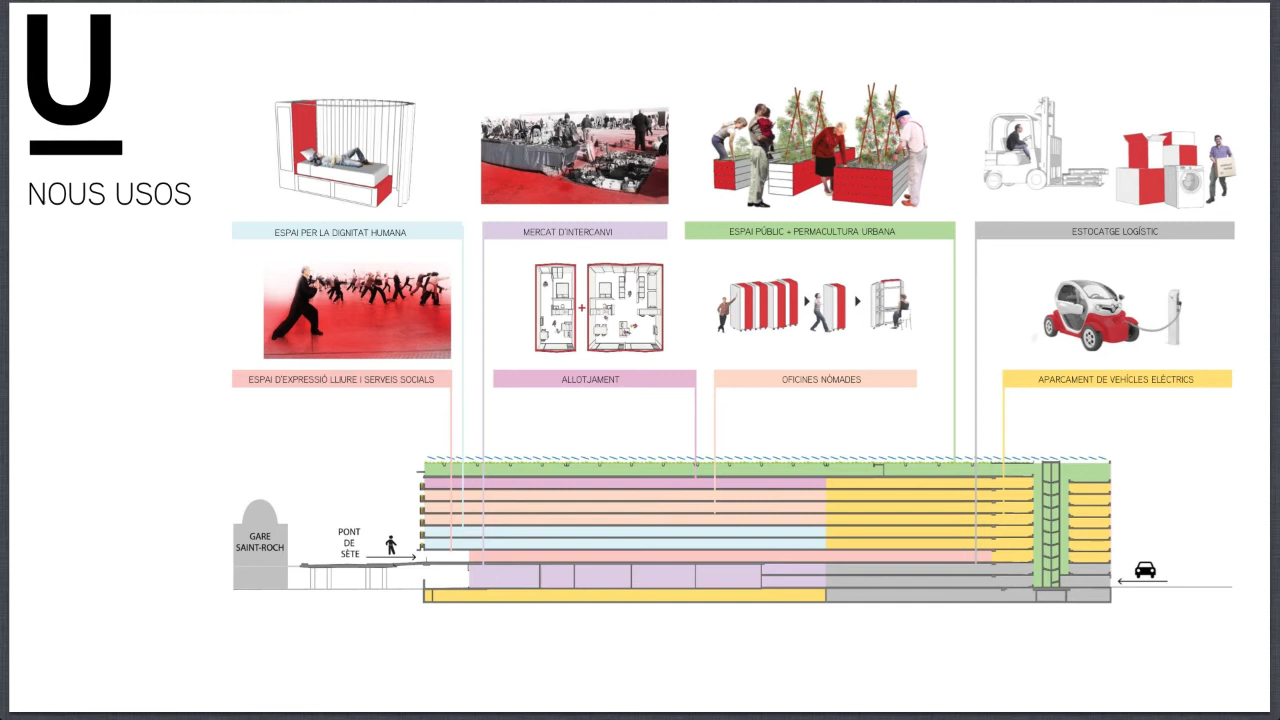 U
NOUS USOS
ESPAI PER LA DIGNITAT HUMANA
MERCAT D'INTERCANVI
ESPAI PÚBLIC + PERMACULTURA URBANA
ESTOCATGE LOGÍSTIC
ESPAI D'EXPRESSIÓ LLIURE I SERVEIS SOCIALS
ALLOTJAMENT
OFICINES NÒMADES
APARCAMENT DE VEHÍCLES ELÈCTRICS
GARE
SAINT-ROCH
PONT
DE
SÈTE